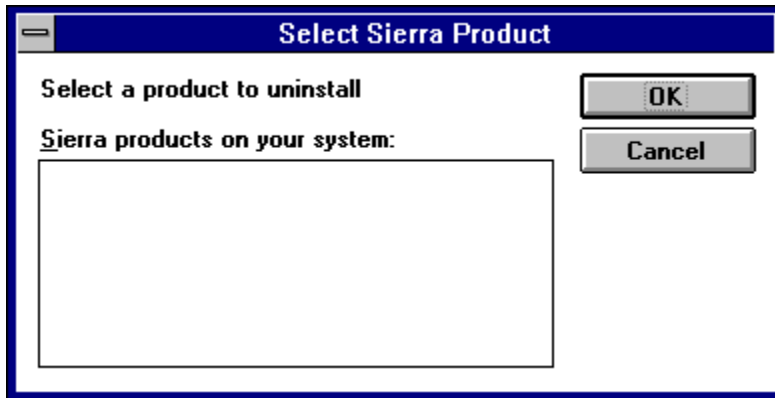 Select Sierra Product
Select a product to uninstall
OK
Sierra products on your system:
Cancel